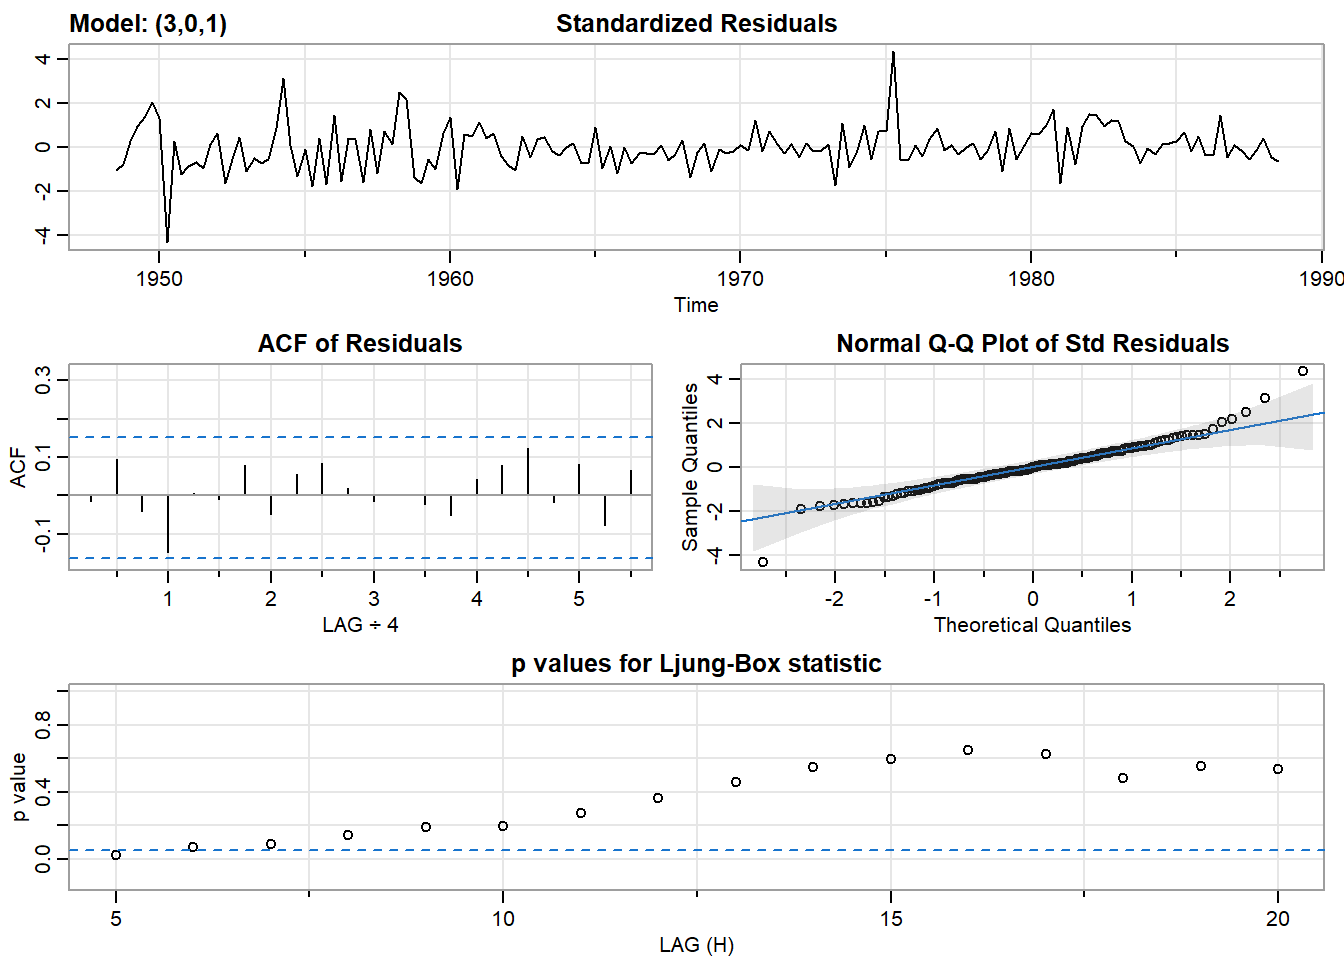 Model: (3,0,1) Standardized Residuals
4
2
0
-2
-4
1950 1960 1970 1980 1990
Time
ACF of Residuals
ACF
0.3
0.1
-0.1
1 2 3 4 5
LAG ÷ 4
Normal Q-Q Plot of Std Residuals
Sample Quantiles
4
2
0
-2
-4
-2 -1 0 1 2
Theoretical Quantiles
p values for Ljung-Box statistic
p value
0.8
0.4
0.0
5 10 15 20
LAG (H)